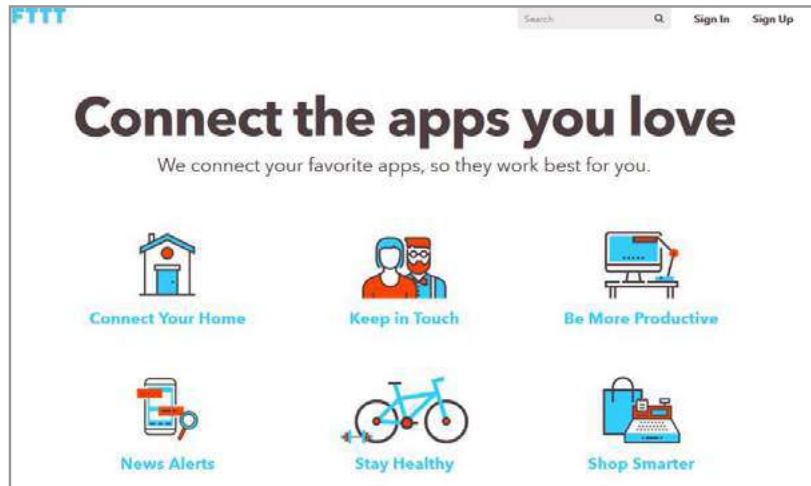 FTTT
Search
Sign In
Sign Up
Connect the apps you love
We connect your favorite apps, so they work best for you.
Connect Your Home
Keep in Touch
Be More Productive
News Alerts
Stay Healthy
Shop Smarter